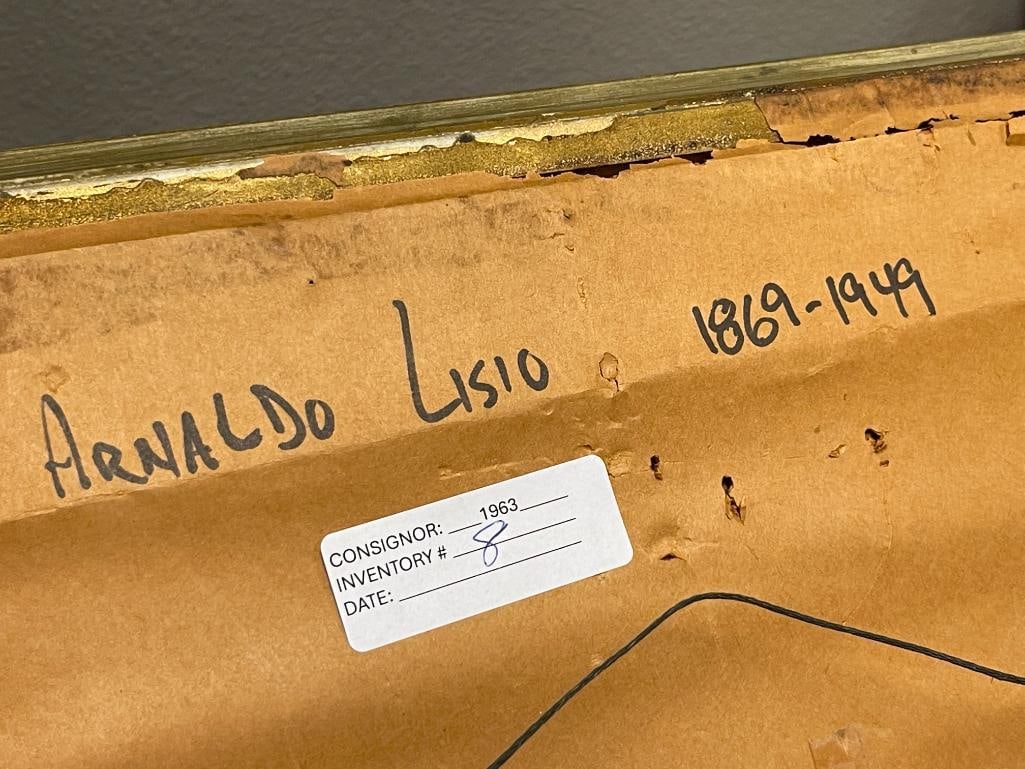 ARNALDO LISIO 1869-1949
CONSIGNOR: 1963
INVENTORY # 8
DATE: